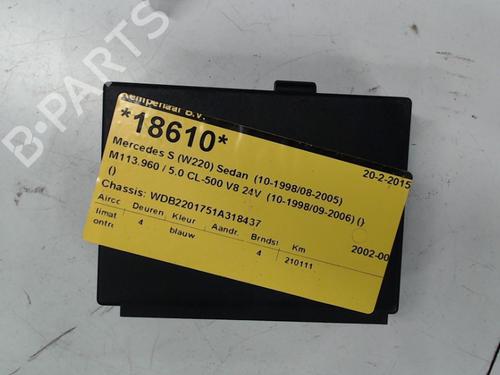 B-PARTS
Kempenaar B.V.
*18610*
20-2-2015
Mercedes S (W220) Sedan (10-1998/08-2005)
M113.960 / 5.0 CL-500 V8 24V (10-1998/09-2006) ()
()
Chassis: WDB2201751A318437
2002-00
Airco Deuren Kleur Aandr. Brndst Km
limat 4 blauw 4 210111
ontro